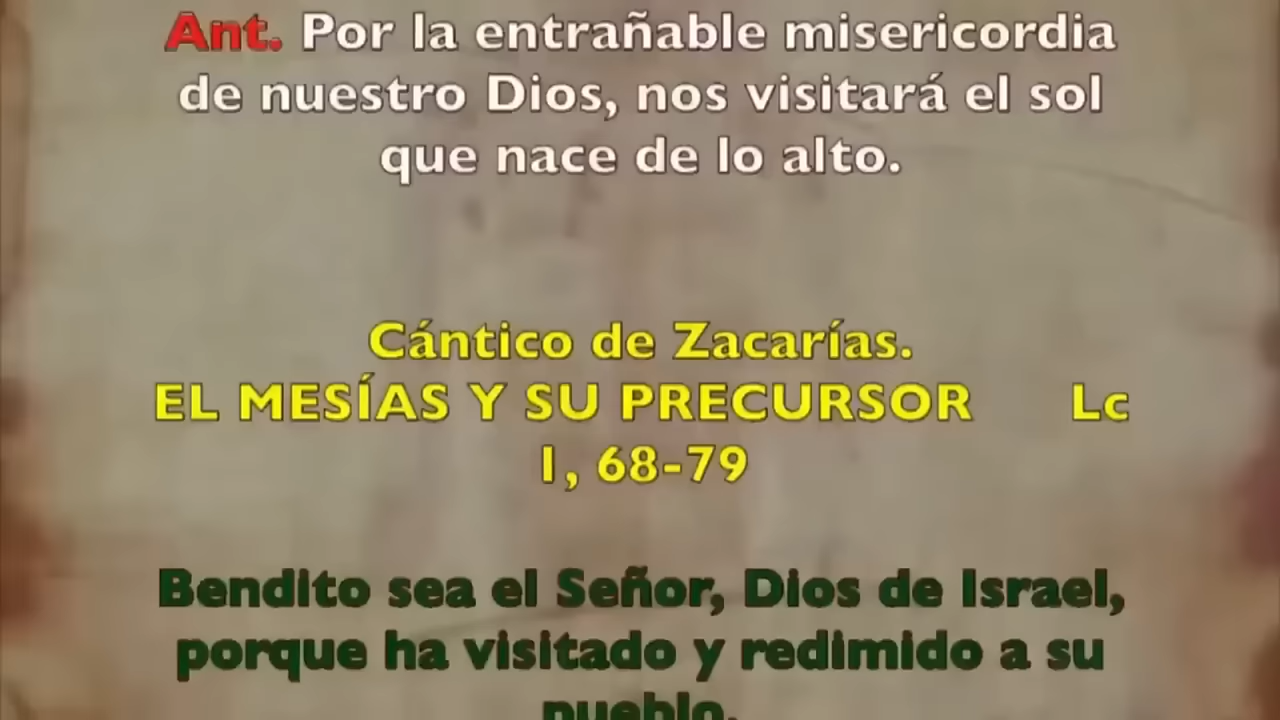 Ant. Por la entrañable misericordia
de nuestro Dios, nos visitará el sol
que nace de lo alto.
Cántico de Zacarías.
EL MESÍAS Y SU PRECURSOR Lc
1, 68-79
Bendito sea el Señor, Dios de Israel,
porque ha visitado y redimido a su
pueblo.